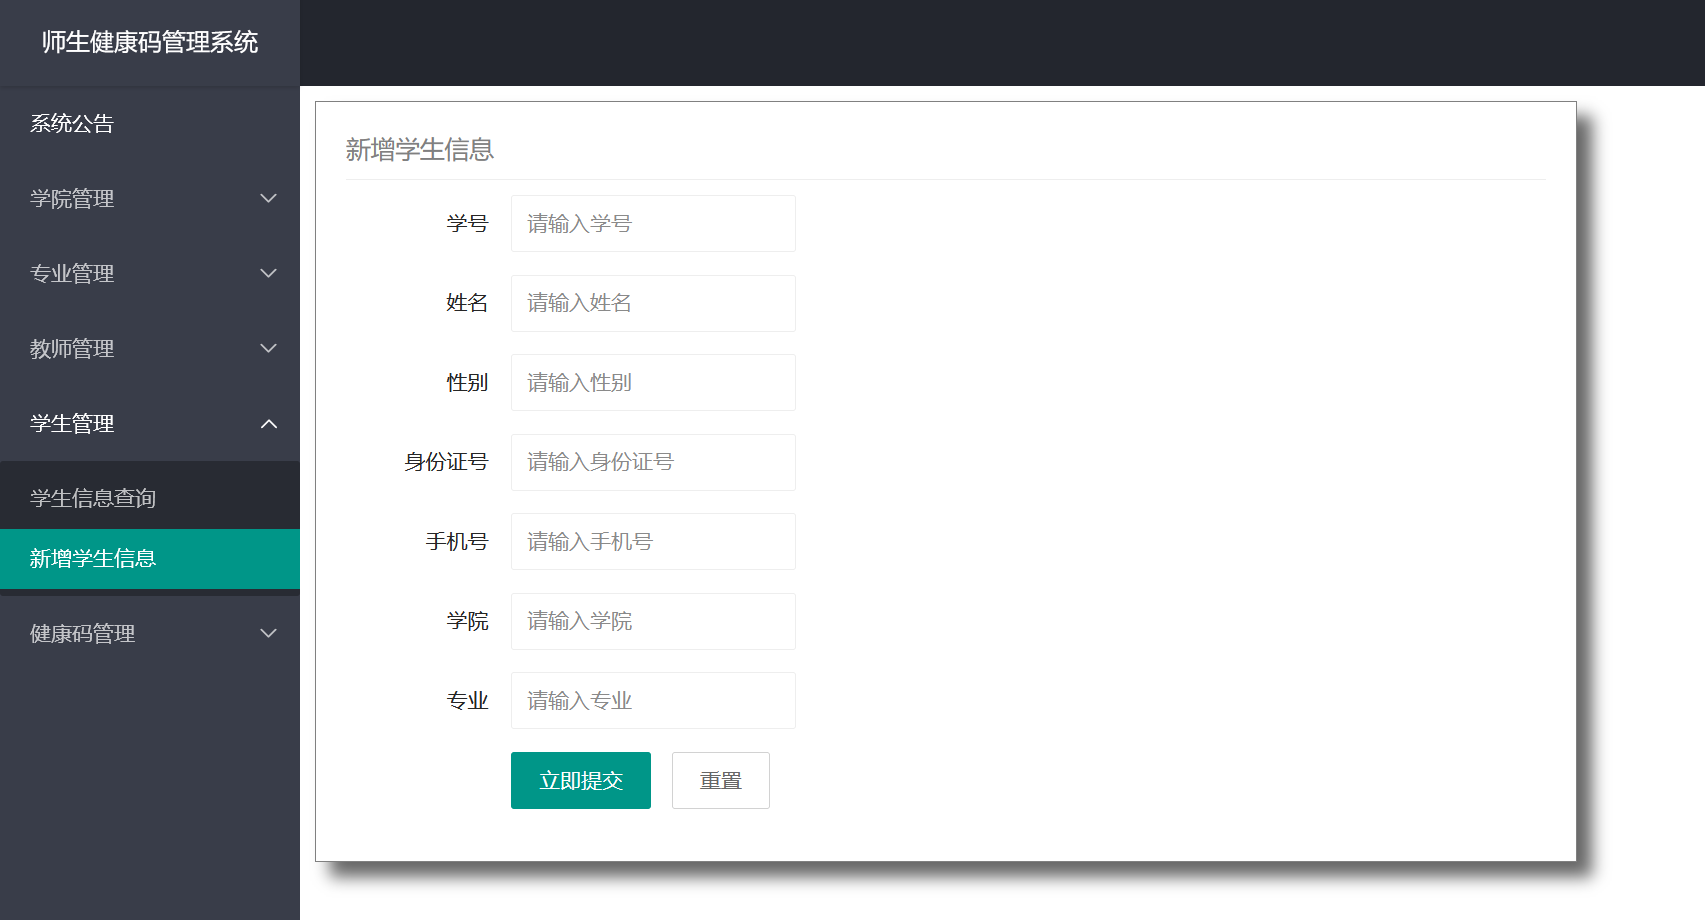 师生健康码管理系统
系统公告
学院管理
专业管理
教师管理
学生管理
学生信息查询
新增学生信息
健康码管理
新增学生信息
学号 请输入学号
姓名 请输入姓名
性别 请输入性别
身份证号 请输入身份证号
手机号 请输入手机号
学院 请输入学院
专业 请输入专业
立即提交 重置